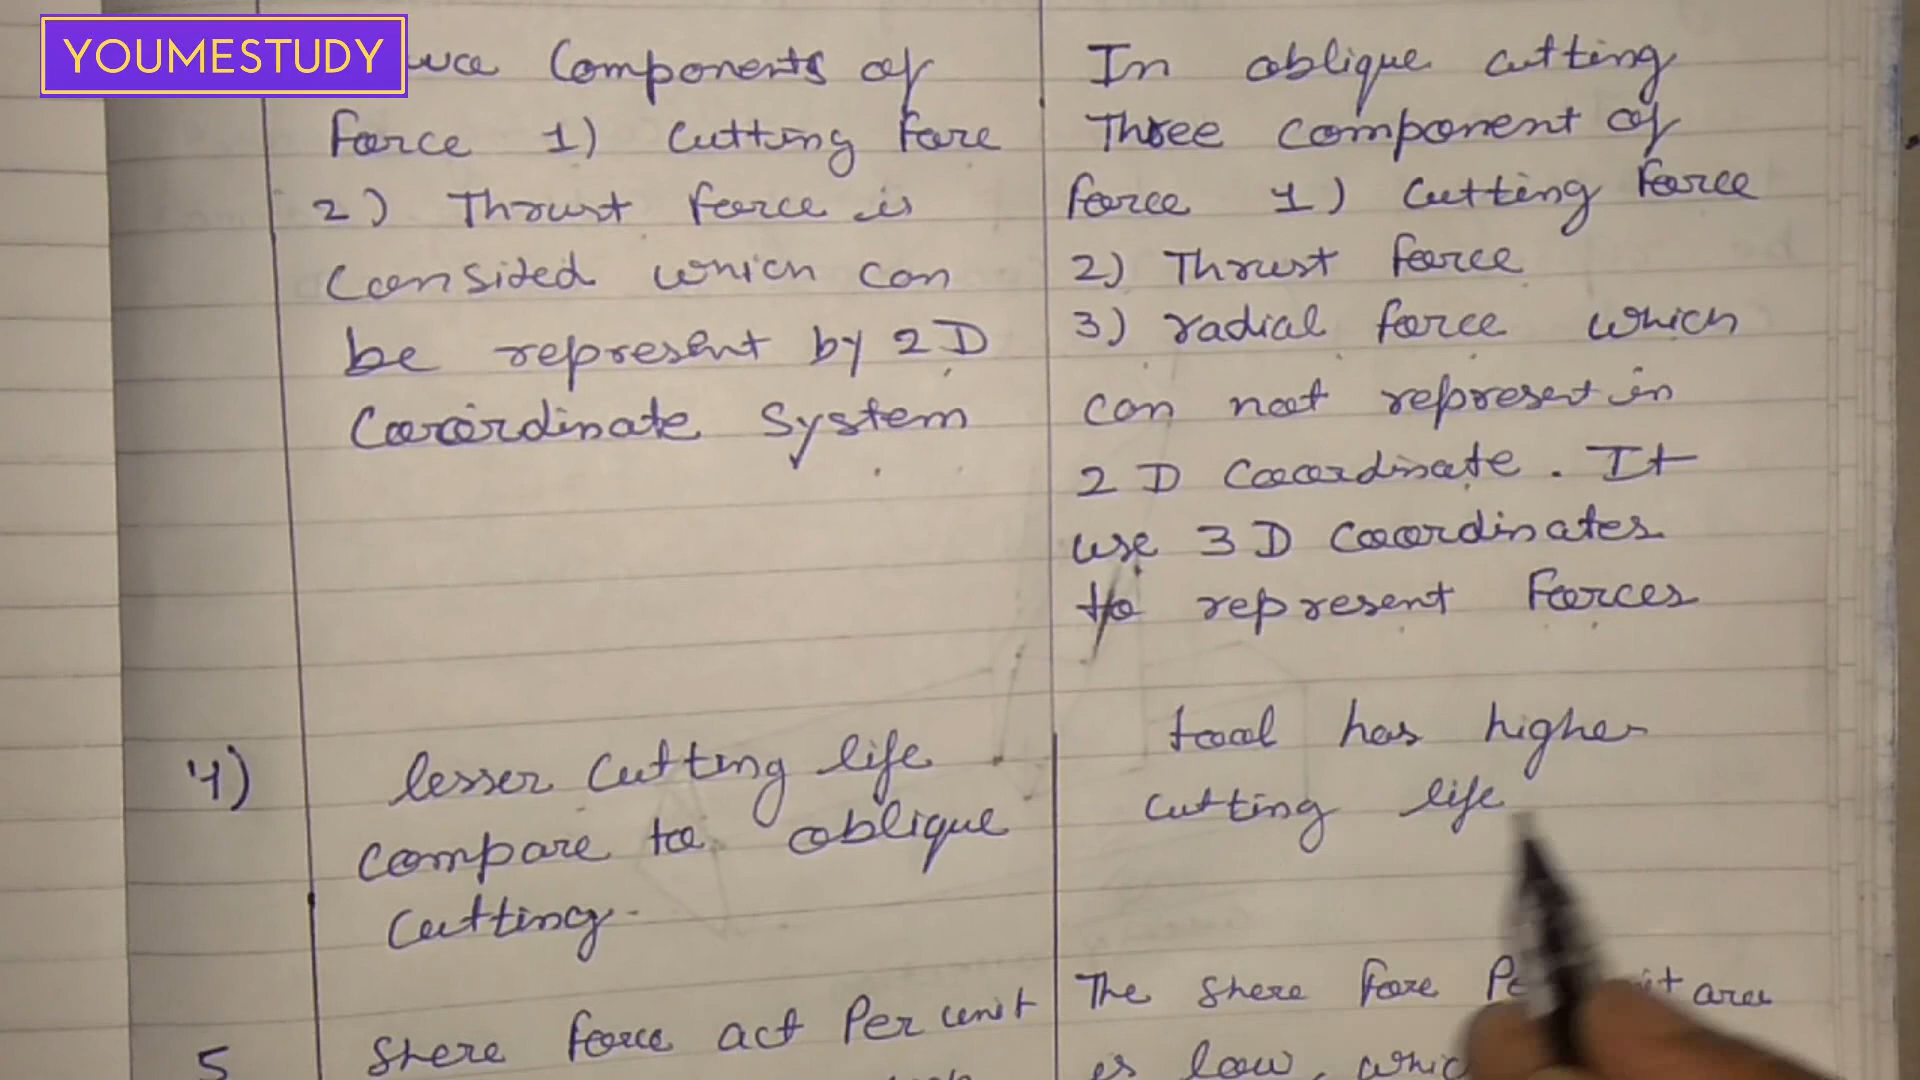 YOUMESTUDY
Components of
Force 1) Cutting Fore
2) Thrust force is
Consided which can
be represent by 2D
Coordinate System
In oblique cutting
Three component of
force 1) Cutting Force
2) Thrust force
3) radial force which
can not represent in
2D Coordinate. It
use 3D Coordinates
to represent Forces
4) lesser Cutting life
compare to oblique
Cutting.
tool has higher
cutting life
5 Shere force act Per unit
The Shere Fore area
is low, whic